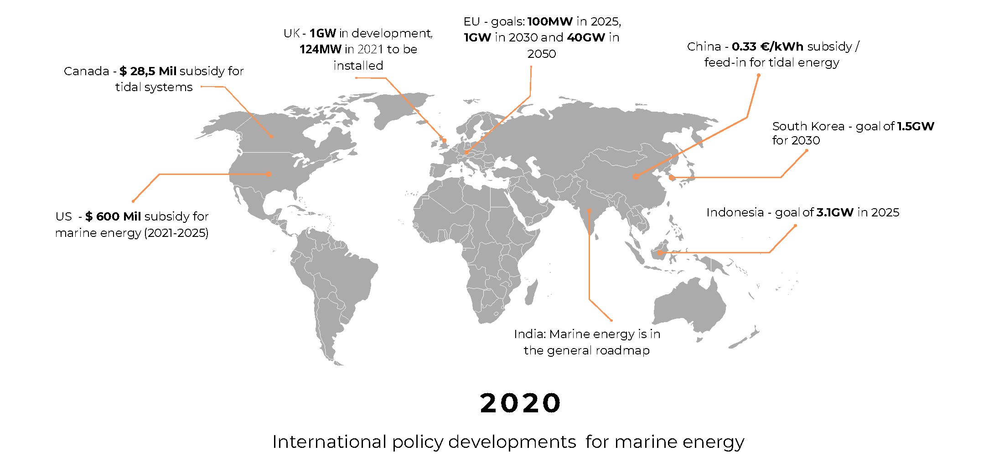 EU - goals: 100MW in 2025,
1GW in 2030 and 40GW in
2050
UK - 1GW in development,
124MW in 2021 to be
installed
China - 0.33 €/kWh subsidy /
feed-in for tidal energy
Canada - $ 28,5 Mil subsidy for
tidal systems
South Korea - goal of 1.5GW
for 2030
US - $ 600 Mil subsidy for
marine energy (2021-2025)
Indonesia - goal of 3.1GW in 2025
India: Marine energy is in
the general roadmap
2020
International policy developments for marine energy